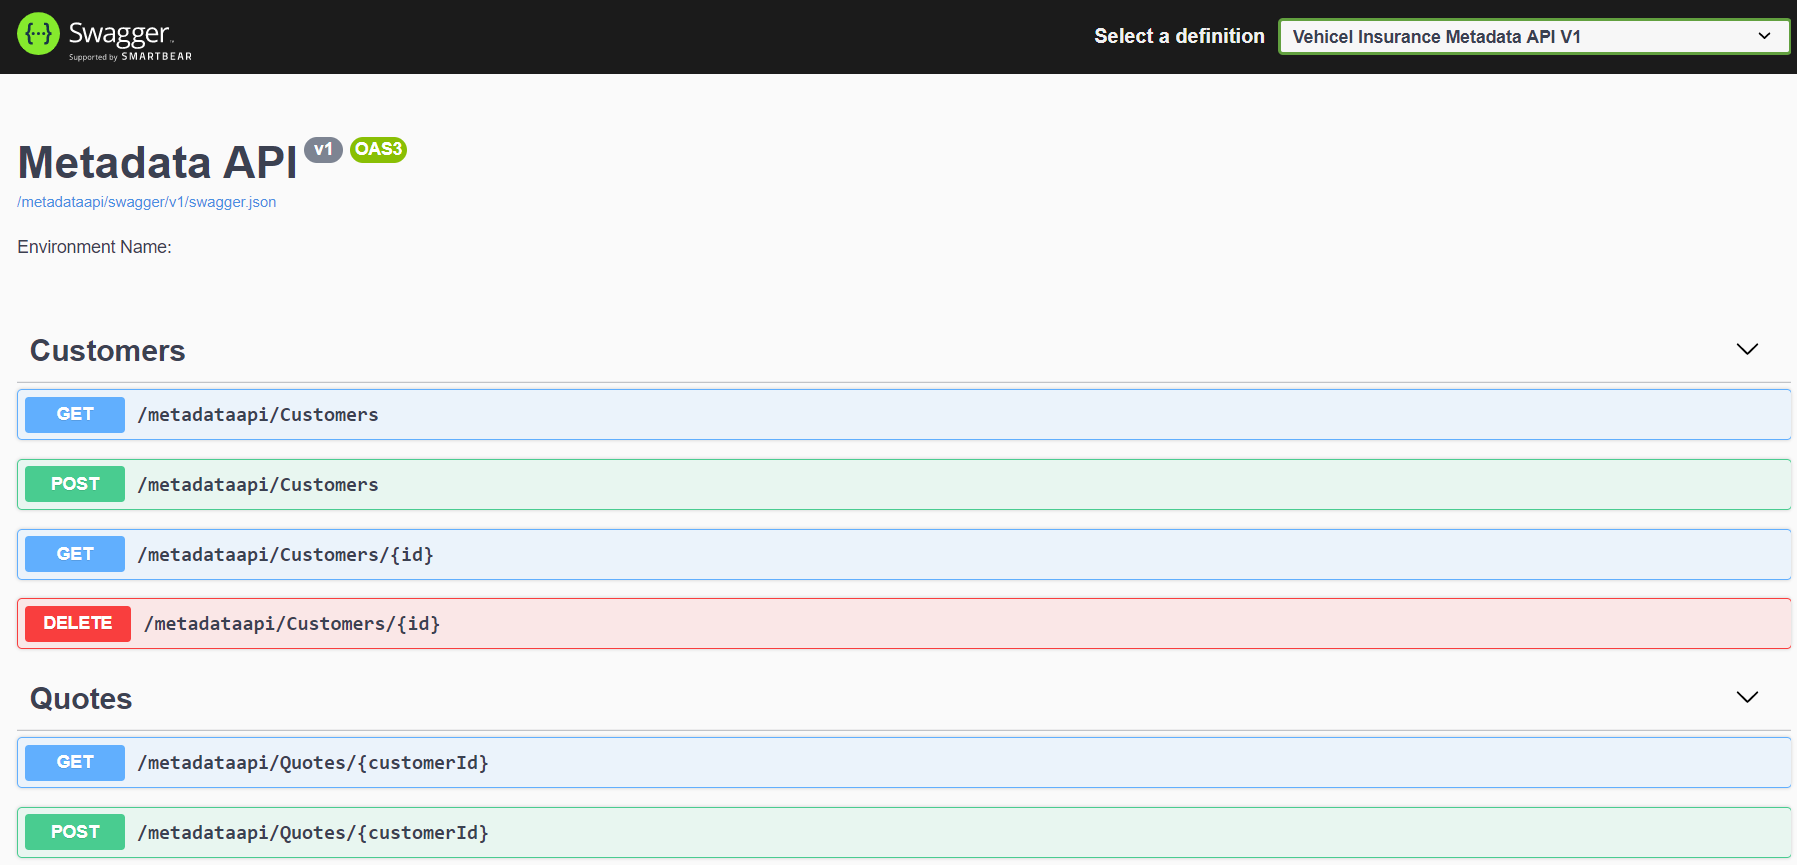 {···} Swagger™
Supported by SMARTBEAR
Select a definition
Vehicel Insurance Metadata API V1
Metadata API v1 OAS3
/metadataapi/swagger/v1/swagger.json
Environment Name:
Customers
GET /metadataapi/Customers
POST /metadataapi/Customers
GET /metadataapi/Customers/{id}
DELETE /metadataapi/Customers/{id}
Quotes
GET /metadataapi/Quotes/{customerId}
POST /metadataapi/Quotes/{customerId}